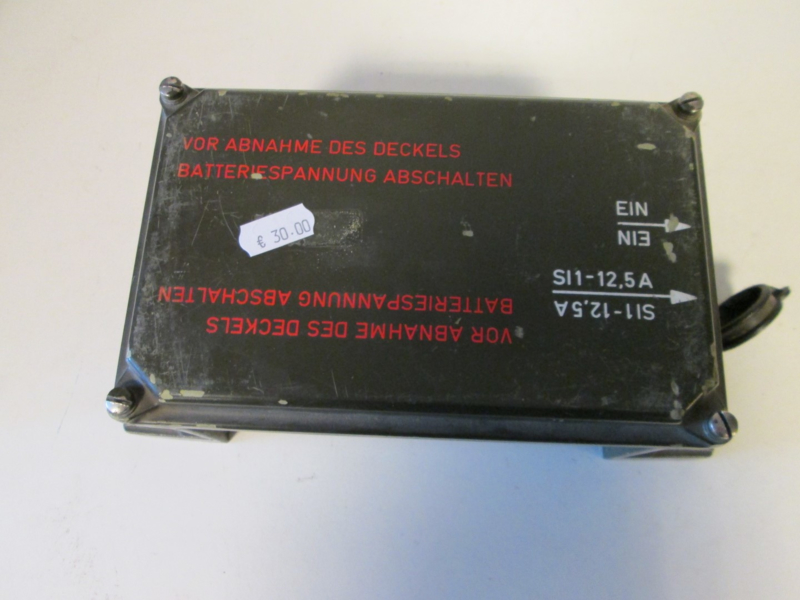 VOR ABNAHME DES DECKELS
BATTERIESPANNUNG ABSCHALTEN
EIN
EIN
€ 30.00
SI1-12,5A
SI1-12,5A
BATTERIESPANNUNG ABSCHALTEN
VOR ABNAHME DES DECKELS